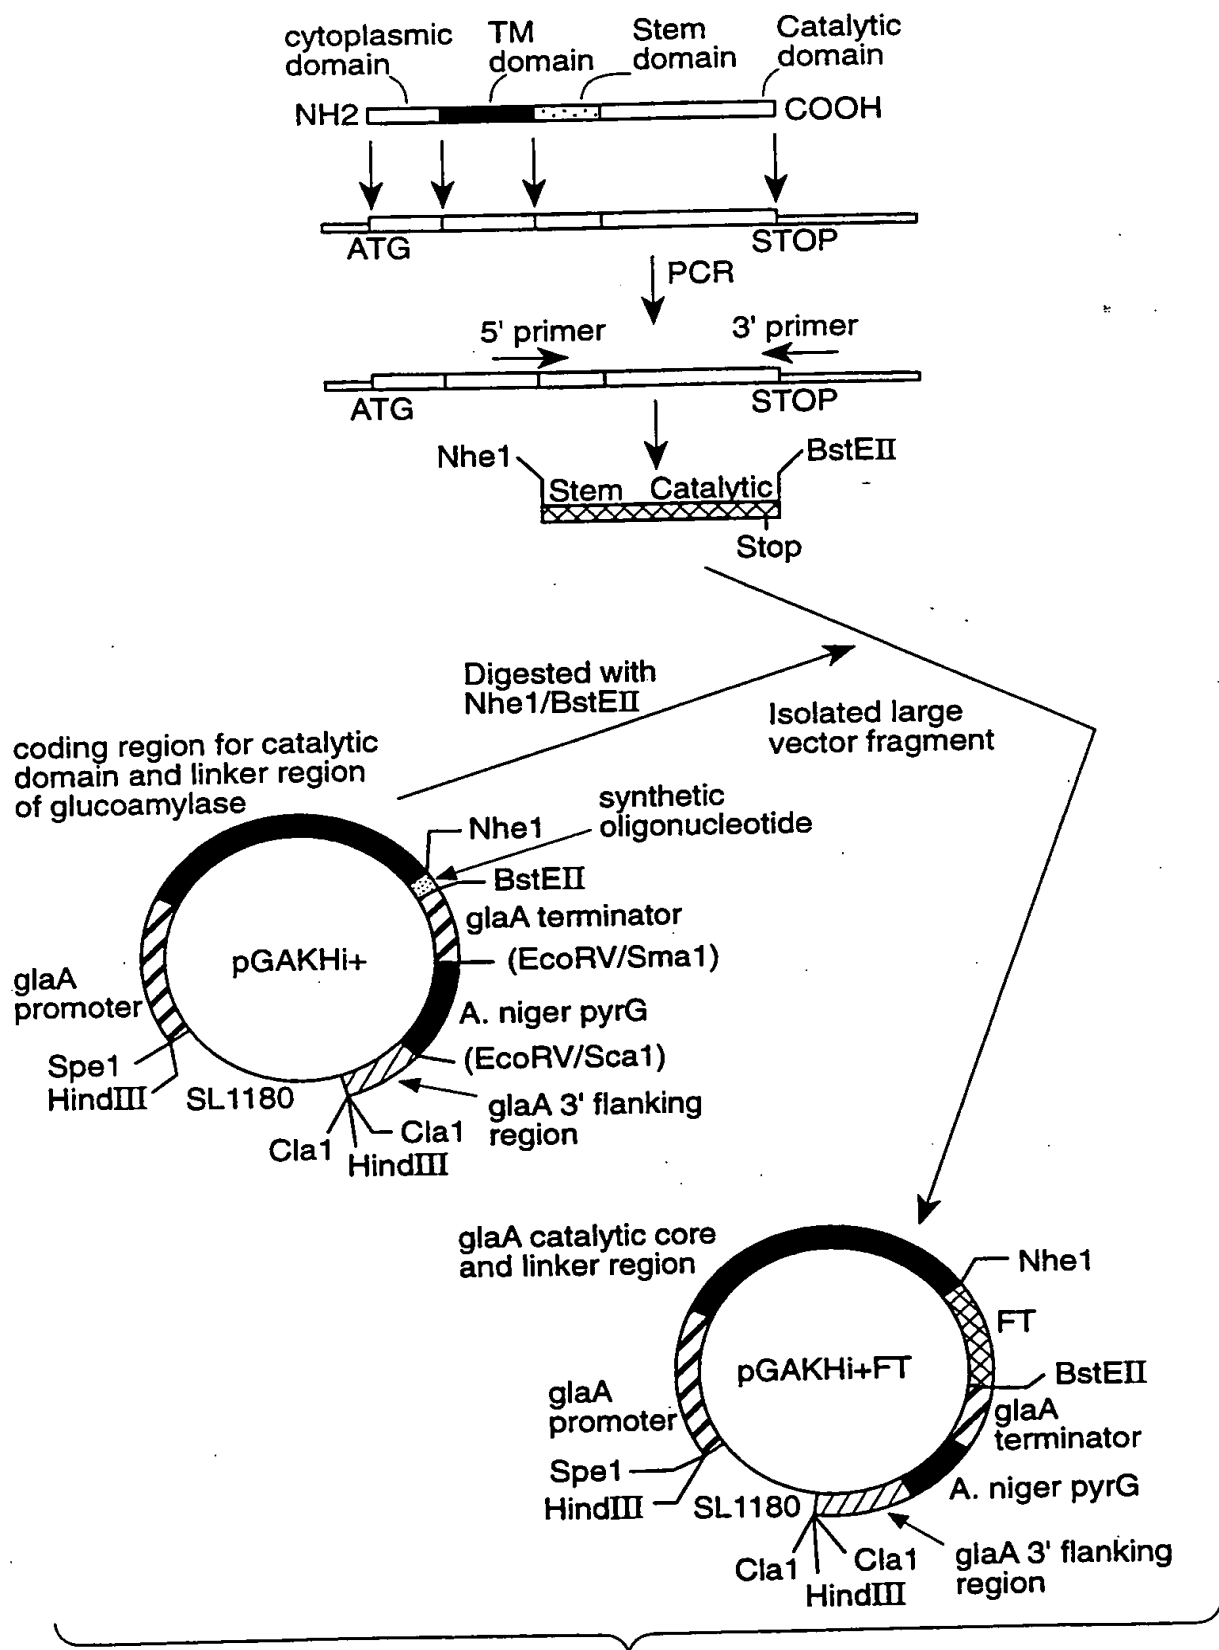 cytoplasmic
domain
TM
domain
Stem
domain
Catalytic
domain
NH2
COOH
ATG
STOP
PCR
5' primer
3' primer
ATG
STOP
Nhe1
BstEII
Stem
Catalytic
Stop
Digested with
Nhe1/BstEII
Isolated large
vector fragment
coding region for catalytic
domain and linker region
of glucoamylase
synthetic
oligonucleotide
Nhe1
BstEII
glaA terminator
(EcoRV/Sma1)
pGAKHi+
glaA
promoter
A. niger pyrG
(EcoRV/Sca1)
Spe1
HindIII
SL1180
glaA 3' flanking
region
Cla1
Cla1
HindIII
glaA catalytic core
and linker region
Nhe1
FT
pGAKHi+FT
BstEII
glaA
promoter
glaA
terminator
Spe1
HindIII
SL1180
A. niger pyrG
Cla1
Cla1
HindIII
glaA 3' flanking
region